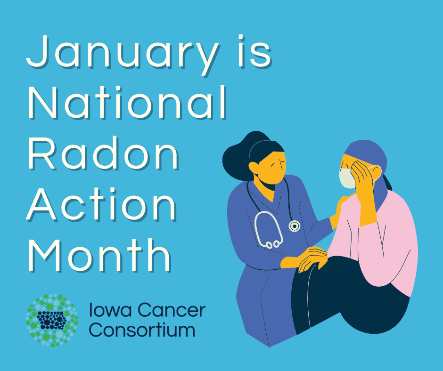 January is
National
Radon
Action
Month
Iowa Cancer
Consortium